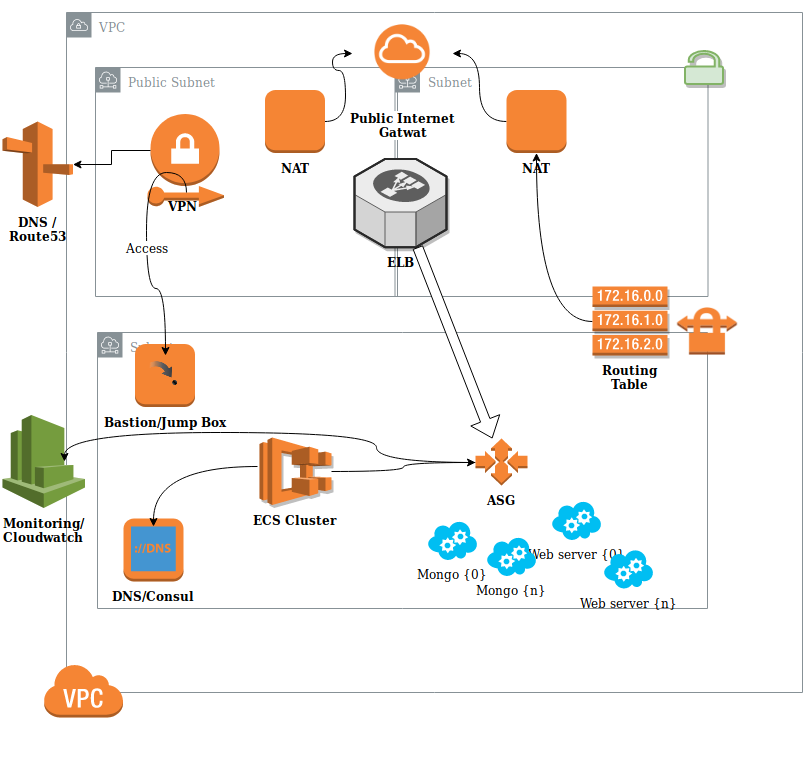 VPC
Public Subnet
Subnet
Public Internet
Gatwat
NAT
NAT
DNS /
Route53
VPN
Access
ELB
172.16.0.0
172.16.1.0
172.16.2.0
Routing
Table
Bastion/Jump Box
Monitoring/
Cloudwatch
ECS Cluster
ASG
://DNS
DNS/Consul
Mongo {0}
Mongo {n}
Web server {0}
Web server {n}
VPC